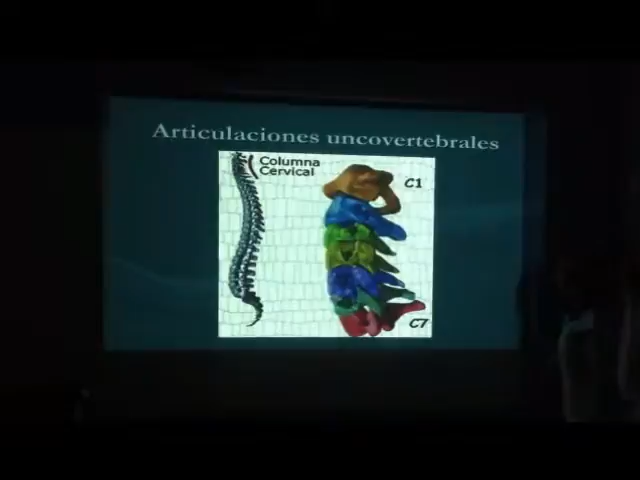 Articulaciones uncovertebrales
Columna
Cervical
C1
C7